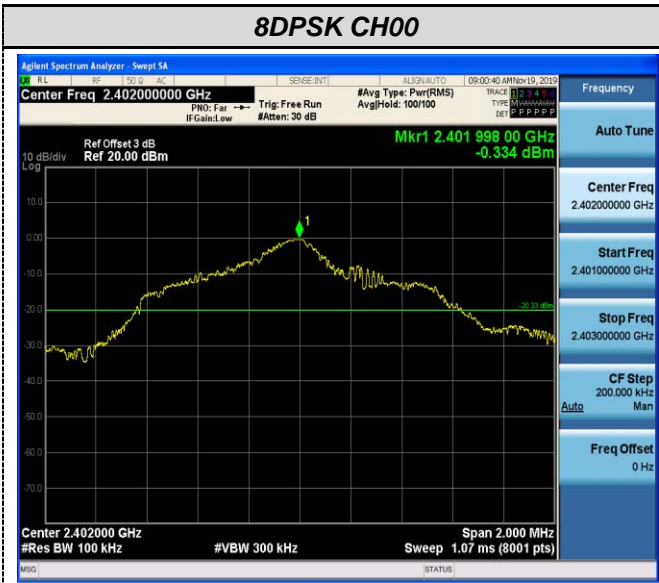 8DPSK CH00
Agilent Spectrum Analyzer - Swept SA
RL RF 50 Ω AC SENSE:INT ALIGN AUTO 09:00:40 AM Nov 19, 2019
Center Freq 2.402000000 GHz
PNO: Far
IFGain:Low
Trig: Free Run
#Atten: 30 dB
#Avg Type: Pwr(RMS)
Avg|Hold: 100/100
TRACE 1 2 3 4 5 6
TYPE M
DET P P P P P P
Mkr1 2.401 998 00 GHz
-0.334 dBm
Ref Offset 3 dB
Ref 20.00 dBm
10 dB/div
Log
10.0
0.00
-10.0
-20.0
-30.0
-40.0
-50.0
-60.0
-70.0
1
-20.33 dBm
Center 2.402000 GHz
#Res BW 100 kHz
#VBW 300 kHz
Span 2.000 MHz
Sweep 1.07 ms (8001 pts)
MSG
STATUS
Frequency
Auto Tune
Center Freq
2.402000000 GHz
Start Freq
2.401000000 GHz
Stop Freq
2.403000000 GHz
CF Step
200.000 kHz
Auto Man
Freq Offset
0 Hz